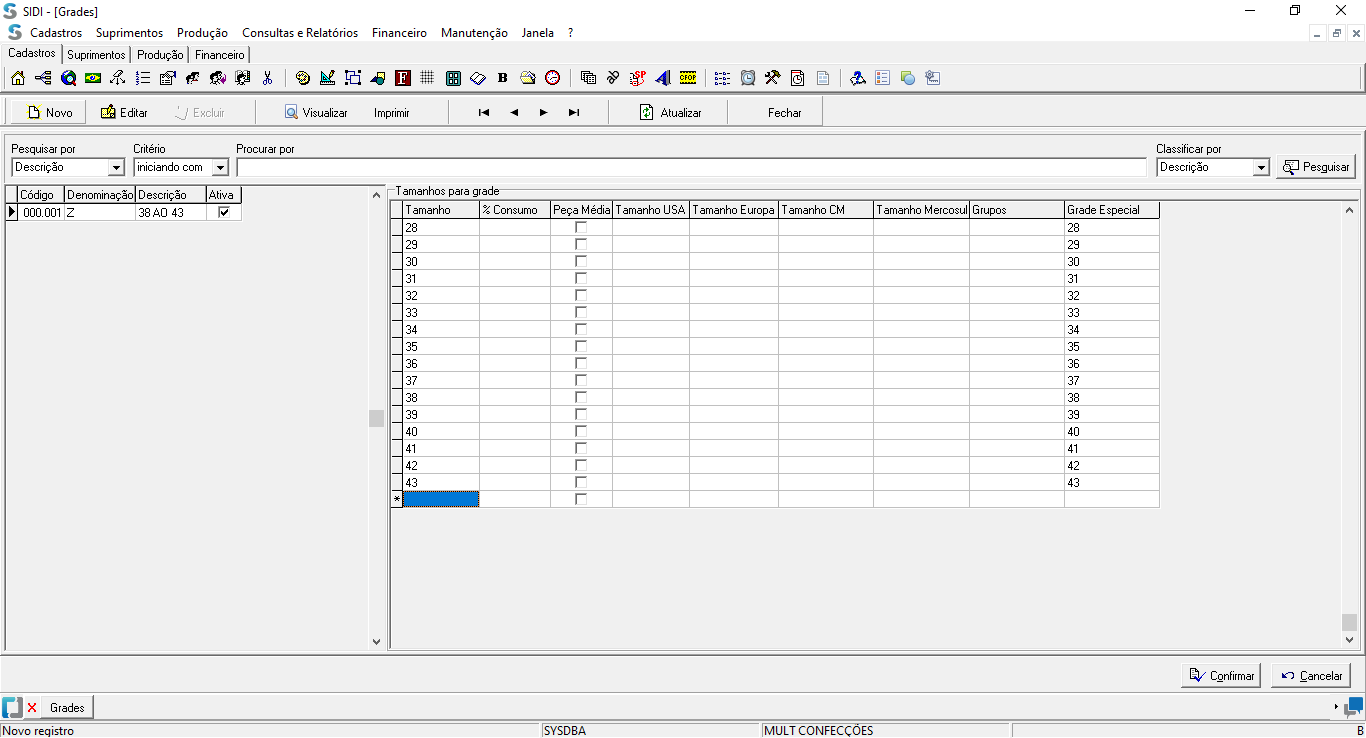 SIDI - [Grades]
Cadastros Suprimentos Produção Consultas e Relatórios Financeiro Manutenção Janela ?
Cadastros Suprimentos Produção Financeiro
F B SP CFOP
Novo Editar Excluir Visualizar Imprimir Atualizar Fechar
Pesquisar por Critério Procurar por Classificar por
Descrição iniciando com Descrição Pesquisar
Código Denominação Descrição Ativa
000.001 Z 38 AO 43
Tamanhos para grade
Tamanho % Consumo Peça Média Tamanho USA Tamanho Europa Tamanho CM Tamanho Mercosul Grupos Grade Especial
28 28
29 29
30 30
31 31
32 32
33 33
34 34
35 35
36 36
37 37
38 38
39 39
40 40
41 41
42 42
43 43
*
Confirmar Cancelar
Grades
Novo registro SYSDBA MULT CONFECÇÕES B